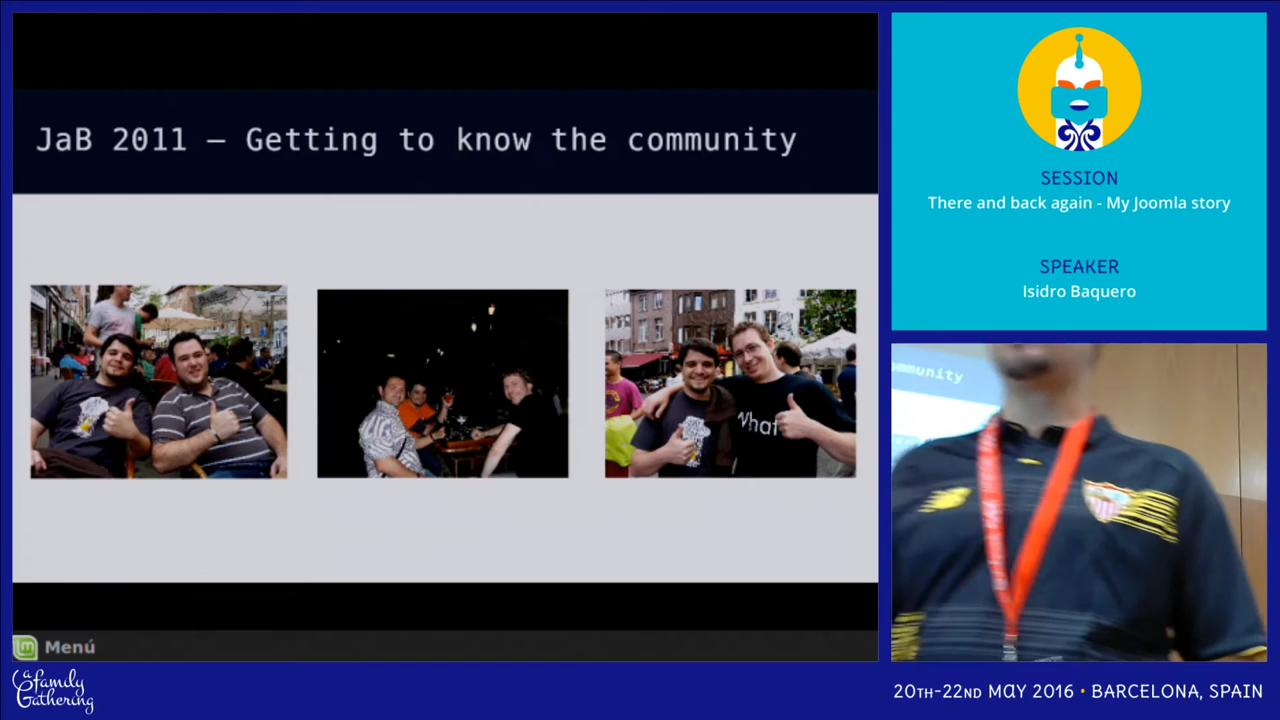 JaB 2011 – Getting to know the community
What
Menú
SESSION
There and back again - My Joomla story
SPEAKER
Isidro Baquero
ommunity
a family
Gathering
20TH-22ND MAY 2016 • BARCELONA, SPAIN